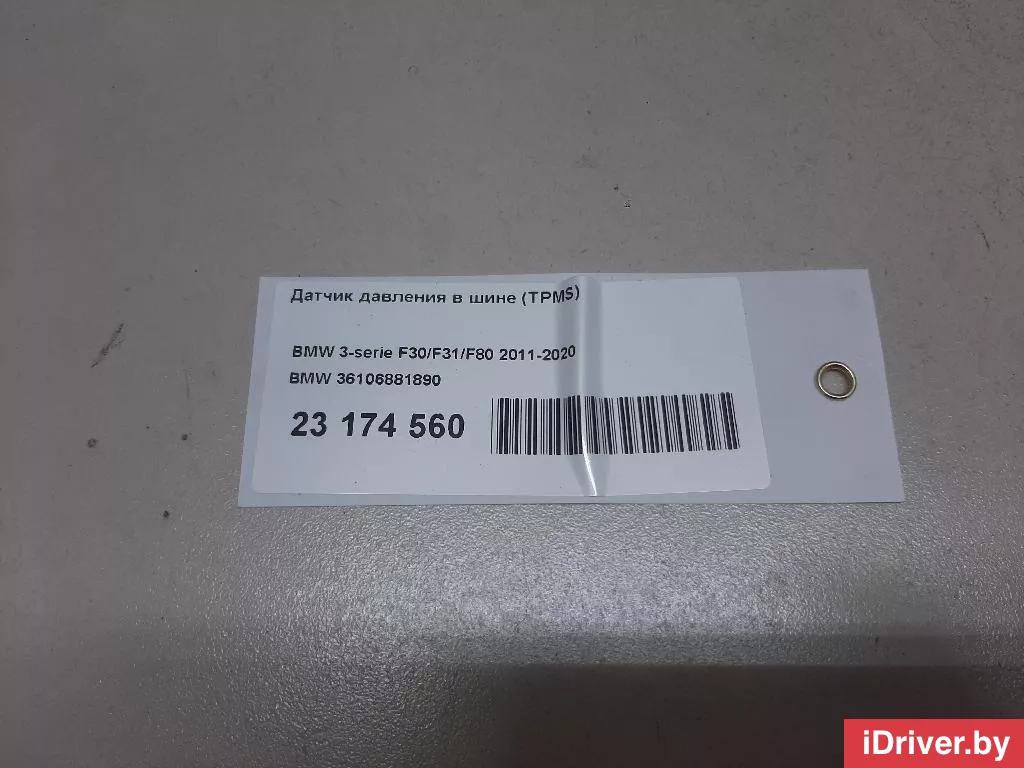 Датчик давления в шине (TPMS)
BMW 3-serie F30/F31/F80 2011-2020
BMW 36106881890
23 174 560
iDriver.by